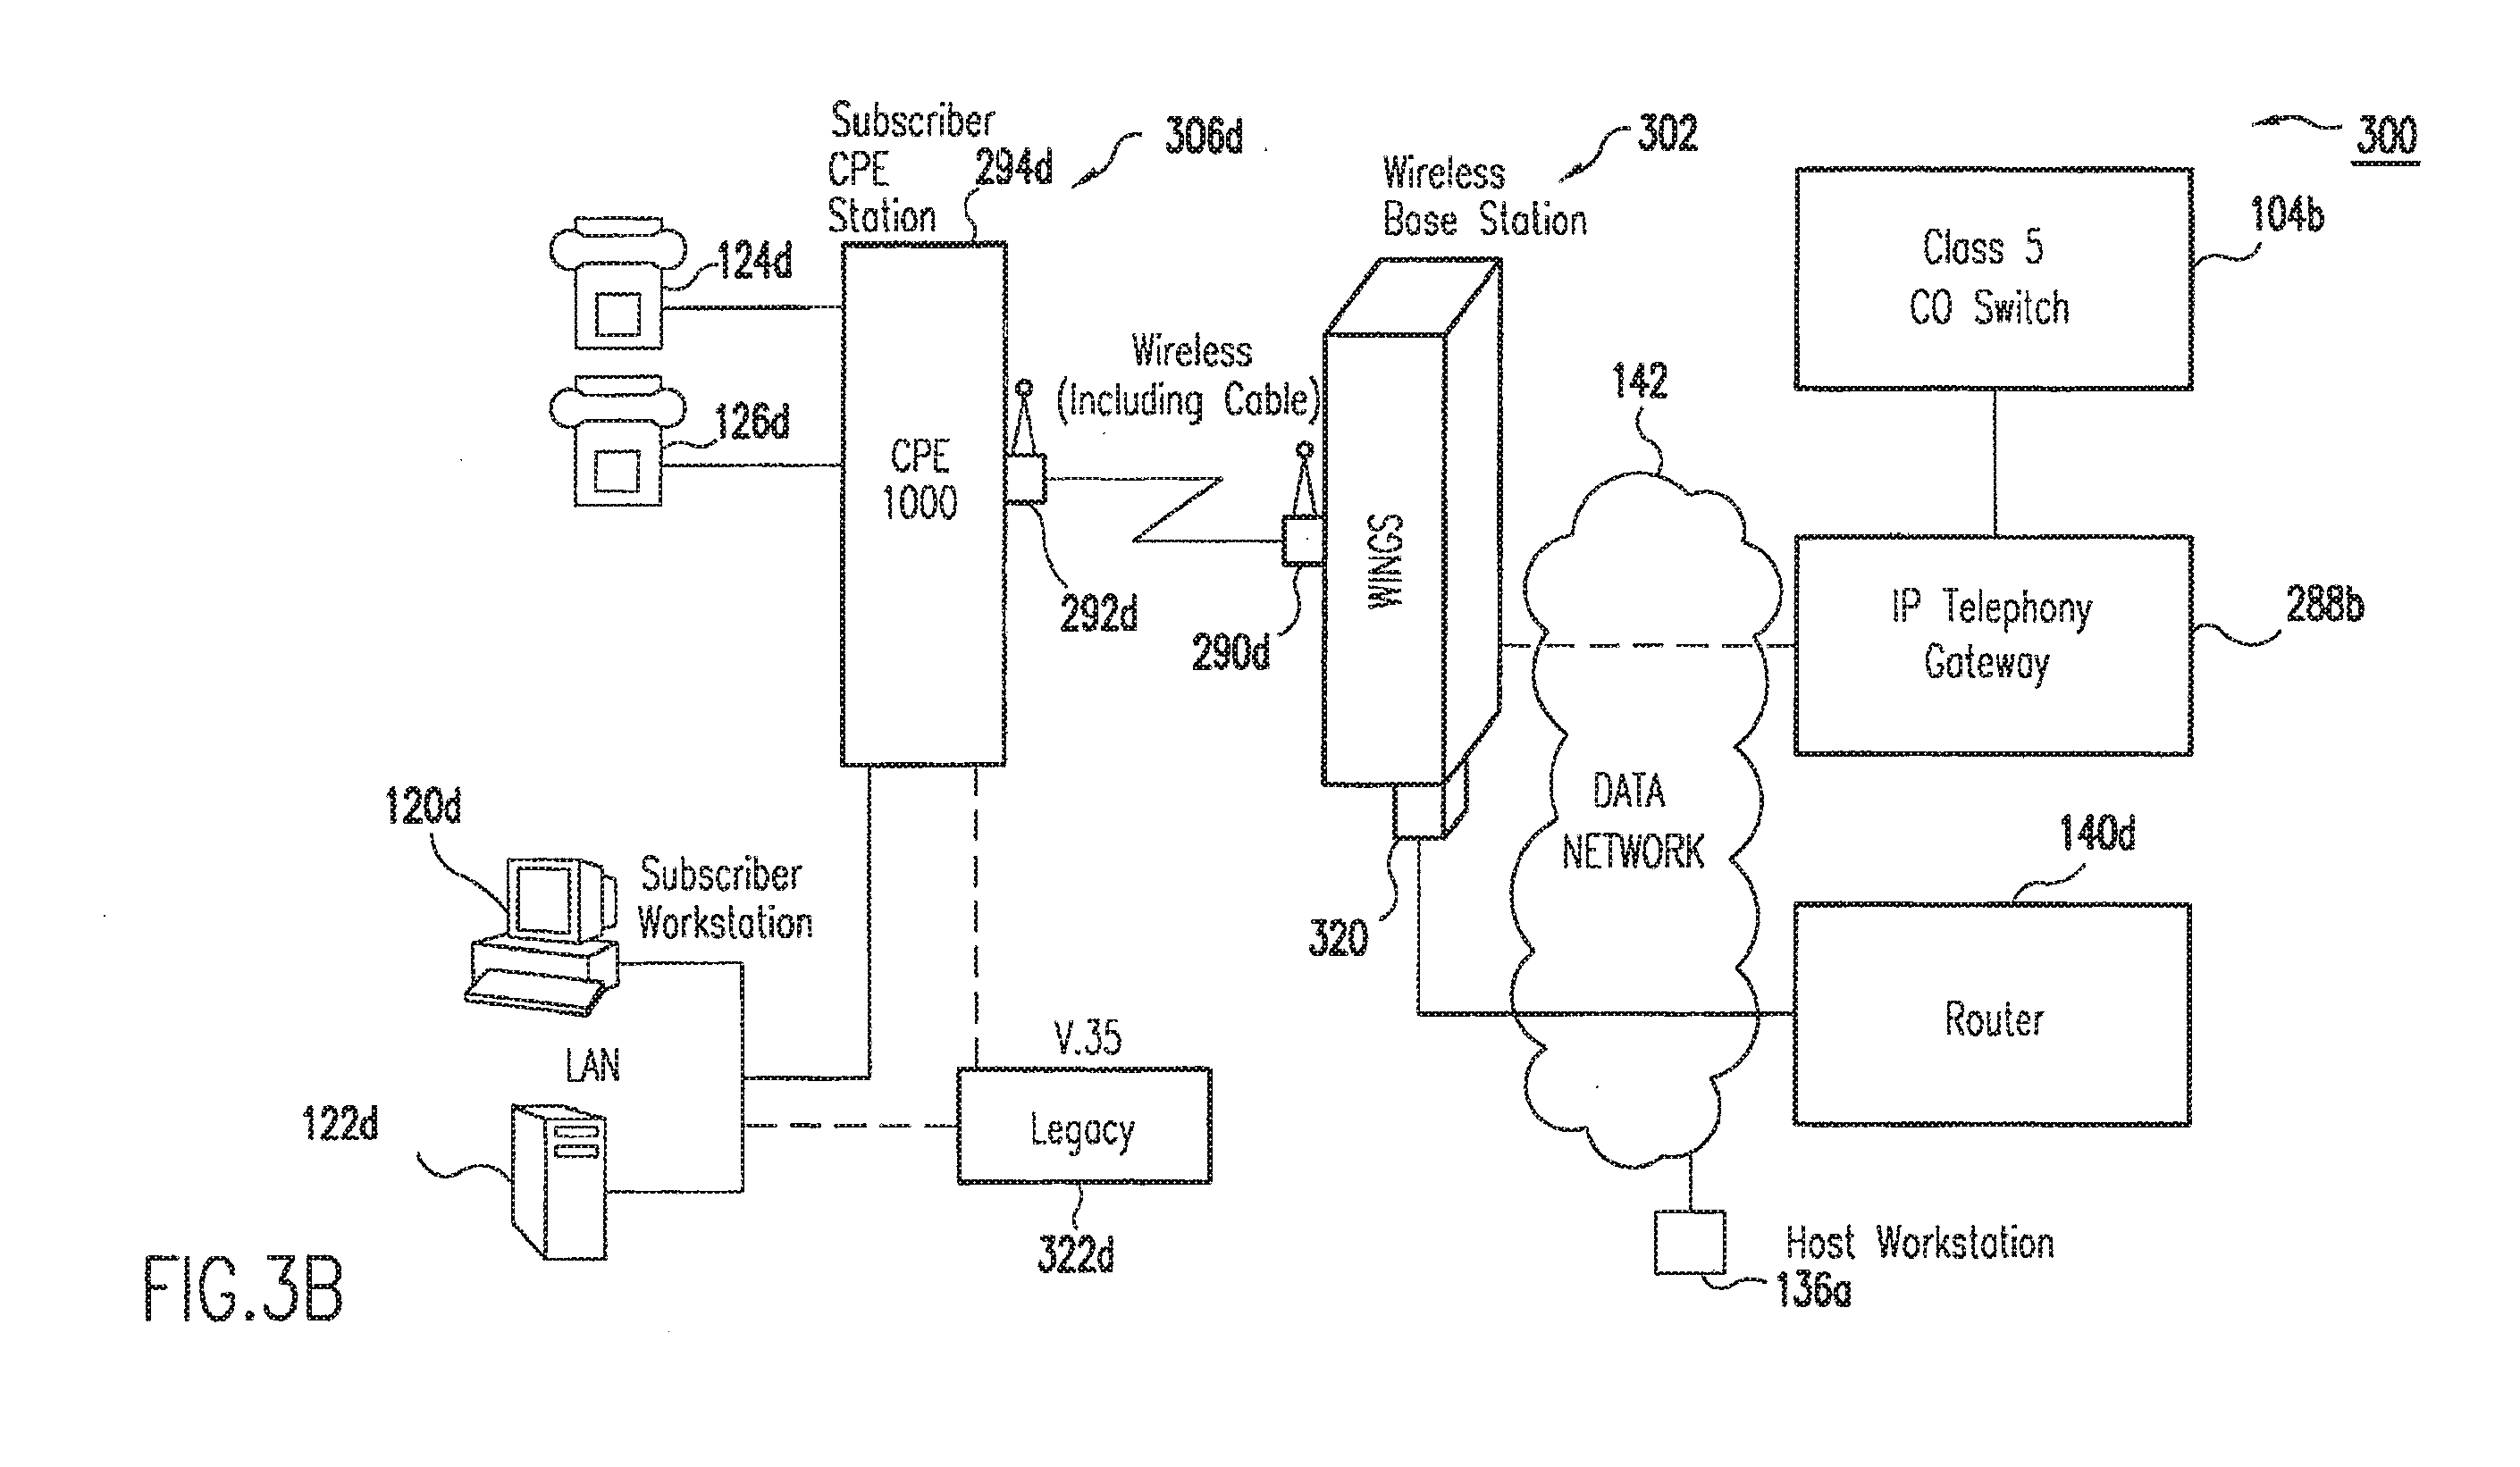 Subscriber
CPE
Station
294d
306d
302
300
Wireless
Base Station
104b
Class 5
CO Switch
124d
Wireless
(Including Cable)
142
126d
CPE
1000
WINGS
292d
290d
IP Telephony
Gateway
288b
DATA
NETWORK
120d
Subscriber
Workstation
320
140d
Router
LAN
V.35
122d
Legacy
322d
Host Workstation
136a
FIG.3B